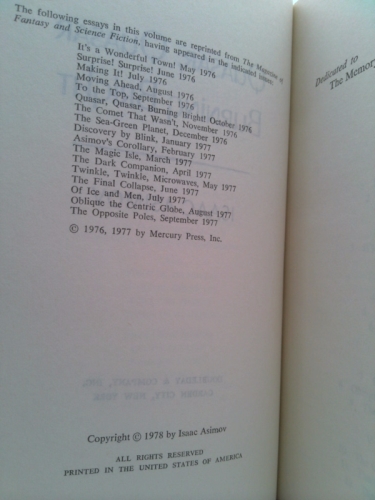 The following essays in this volume are reprinted from The Magazine of
Fantasy and Science Fiction, having appeared in the indicated issues:
It's a Wonderful Town! May 1976
Surprise! Surprise! June 1976
Making It! July 1976
Moving Ahead, August 1976
To the Top, September 1976
Quasar, Quasar, Burning Bright! October 1976
The Comet That Wasn't, November 1976
The Sea-Green Planet, December 1976
Discovery by Blink, January 1977
Asimov's Corollary, February 1977
The Magic Isle, March 1977
The Dark Companion, April 1977
Twinkle, Twinkle, Microwaves, May 1977
The Final Collapse, June 1977
Of Ice and Men, July 1977
Oblique the Centric Globe, August 1977
The Opposite Poles, September 1977
© 1976, 1977 by Mercury Press, Inc.
Copyright © 1978 by Isaac Asimov
ALL RIGHTS RESERVED
PRINTED IN THE UNITED STATES OF AMERICA
Dedicated to
The Memory